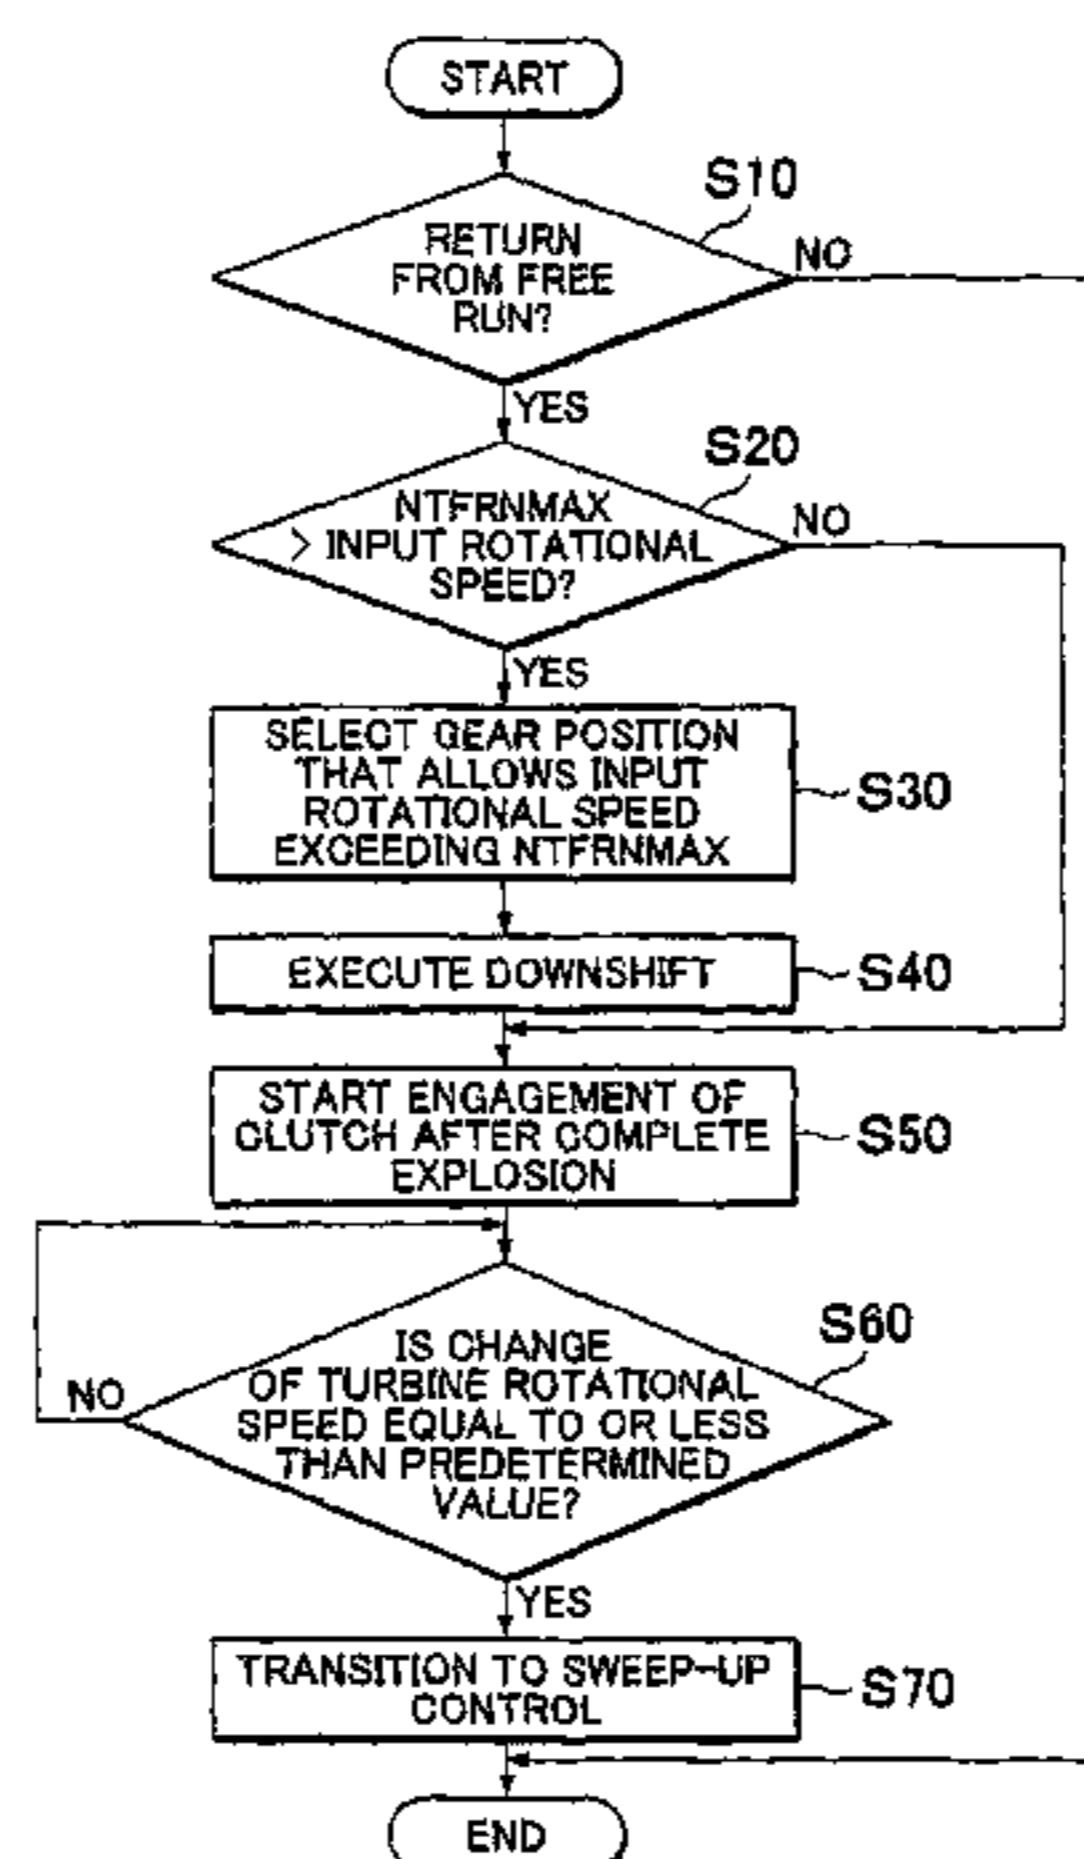 START
S10
RETURN
FROM FREE
RUN?
NO
YES
S20
NTFRNMAX
> INPUT ROTATIONAL
SPEED?
NO
YES
SELECT GEAR POSITION
THAT ALLOWS INPUT
ROTATIONAL SPEED
EXCEEDING NTFRNMAX
S30
EXECUTE DOWNSHIFT
S40
START ENGAGEMENT OF
CLUTCH AFTER COMPLETE
EXPLOSION
S50
S60
IS CHANGE
OF TURBINE ROTATIONAL
SPEED EQUAL TO OR LESS
THAN PREDETERMINED
VALUE?
NO
YES
TRANSITION TO SWEEP-UP
CONTROL
S70
END